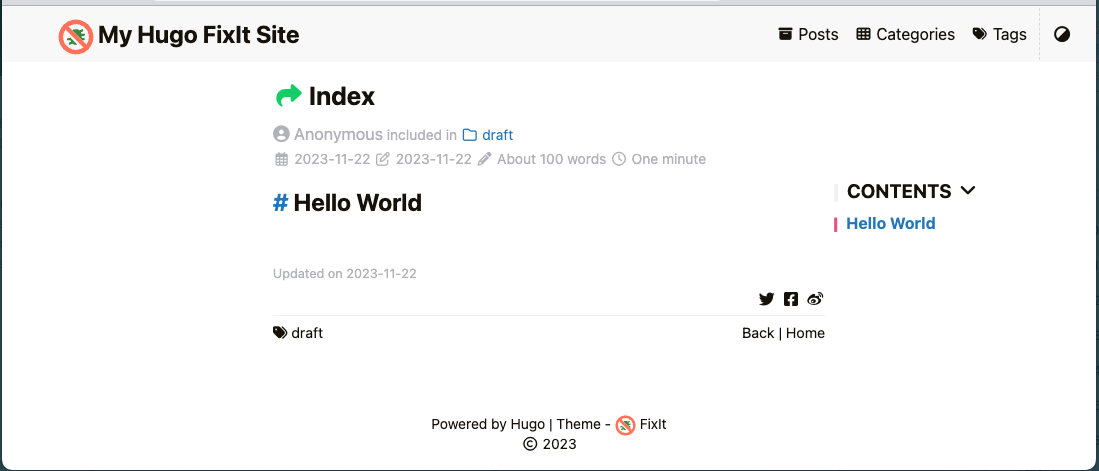 My Hugo FixIt Site Posts Categories Tags
Index
Anonymous included in draft
2023-11-22 2023-11-22 About 100 words One minute
# Hello World
CONTENTS
Hello World
Updated on 2023-11-22
draft Back | Home
Powered by Hugo | Theme - FixIt
© 2023